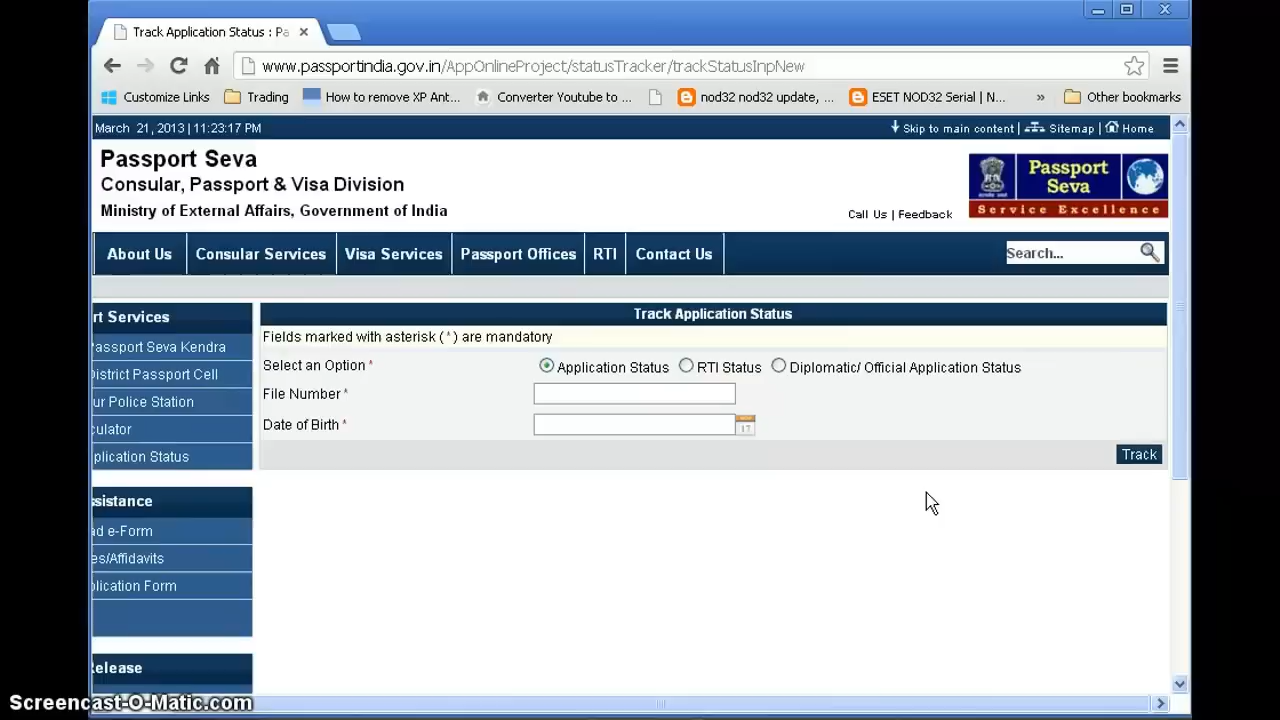 Track Application Status : Pa
www.passportindia.gov.in/AppOnlineProject/statusTracker/trackStatusInpNew
Customize Links Trading How to remove XP Ant... Converter Youtube to ... nod32 nod32 update, ... ESET NOD32 Serial | N... » Other bookmarks
March 21, 2013 | 11:23:17 PM Skip to main content | Sitemap | Home
Passport Seva
Consular, Passport & Visa Division
Ministry of External Affairs, Government of India
Call Us | Feedback
Passport
Seva
Service Excellence
About Us Consular Services Visa Services Passport Offices RTI Contact Us Search...
rt Services
Passport Seva Kendra
District Passport Cell
ur Police Station
culator
plication Status
ssistance
ad e-Form
es/Affidavits
plication Form
Release
Track Application Status
Fields marked with asterisk (*) are mandatory
Select an Option * Application Status RTI Status Diplomatic/ Official Application Status
File Number *
Date of Birth * 17
Track
Screencast-O-Matic.com